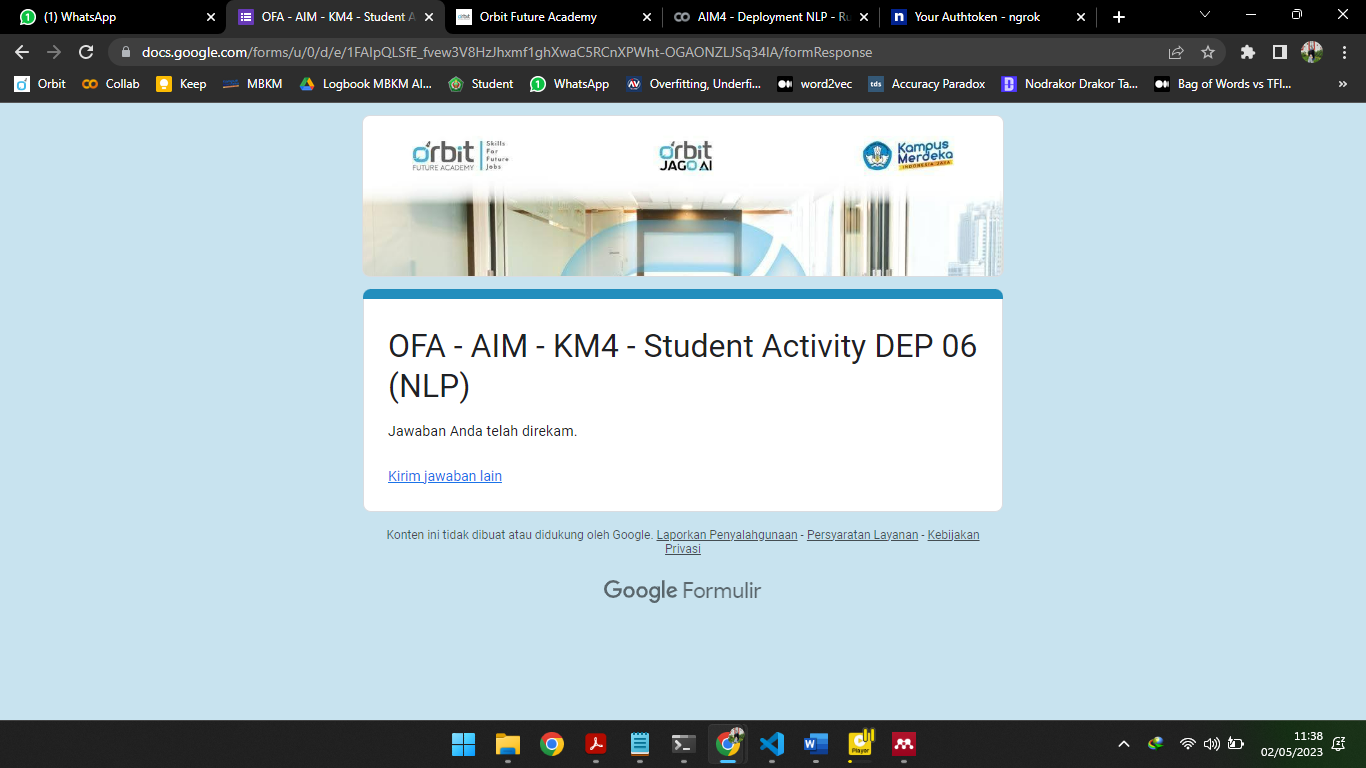 (1) WhatsApp
OFA - AIM - KM4 - Student A
Orbit Future Academy
AIM4 - Deployment NLP - Ru
Your Authtoken - ngrok
docs.google.com/forms/u/0/d/e/1FAIpQLSfE_fvew3V8HzJhxmf1ghXwaC5RCnXPWht-OGAONZLJSq34IA/formResponse
Orbit
Collab
Keep
MBKM
Logbook MBKM AI...
Student
WhatsApp
Overfitting, Underfi...
word2vec
tds
Accuracy Paradox
Nodrakor Drakor Ta...
Bag of Words vs TFI...
»
orbit
FUTURE ACADEMY
Skills
For
Future
Jobs
orbit
JAGO AI
Kampus
Merdeka
INDONESIA JAYA
OFA - AIM - KM4 - Student Activity DEP 06
(NLP)
Jawaban Anda telah direkam.
Kirim jawaban lain
Konten ini tidak dibuat atau didukung oleh Google. Laporkan Penyalahgunaan - Persyaratan Layanan - Kebijakan
Privasi
Google Formulir
Player
11:38
02/05/2023